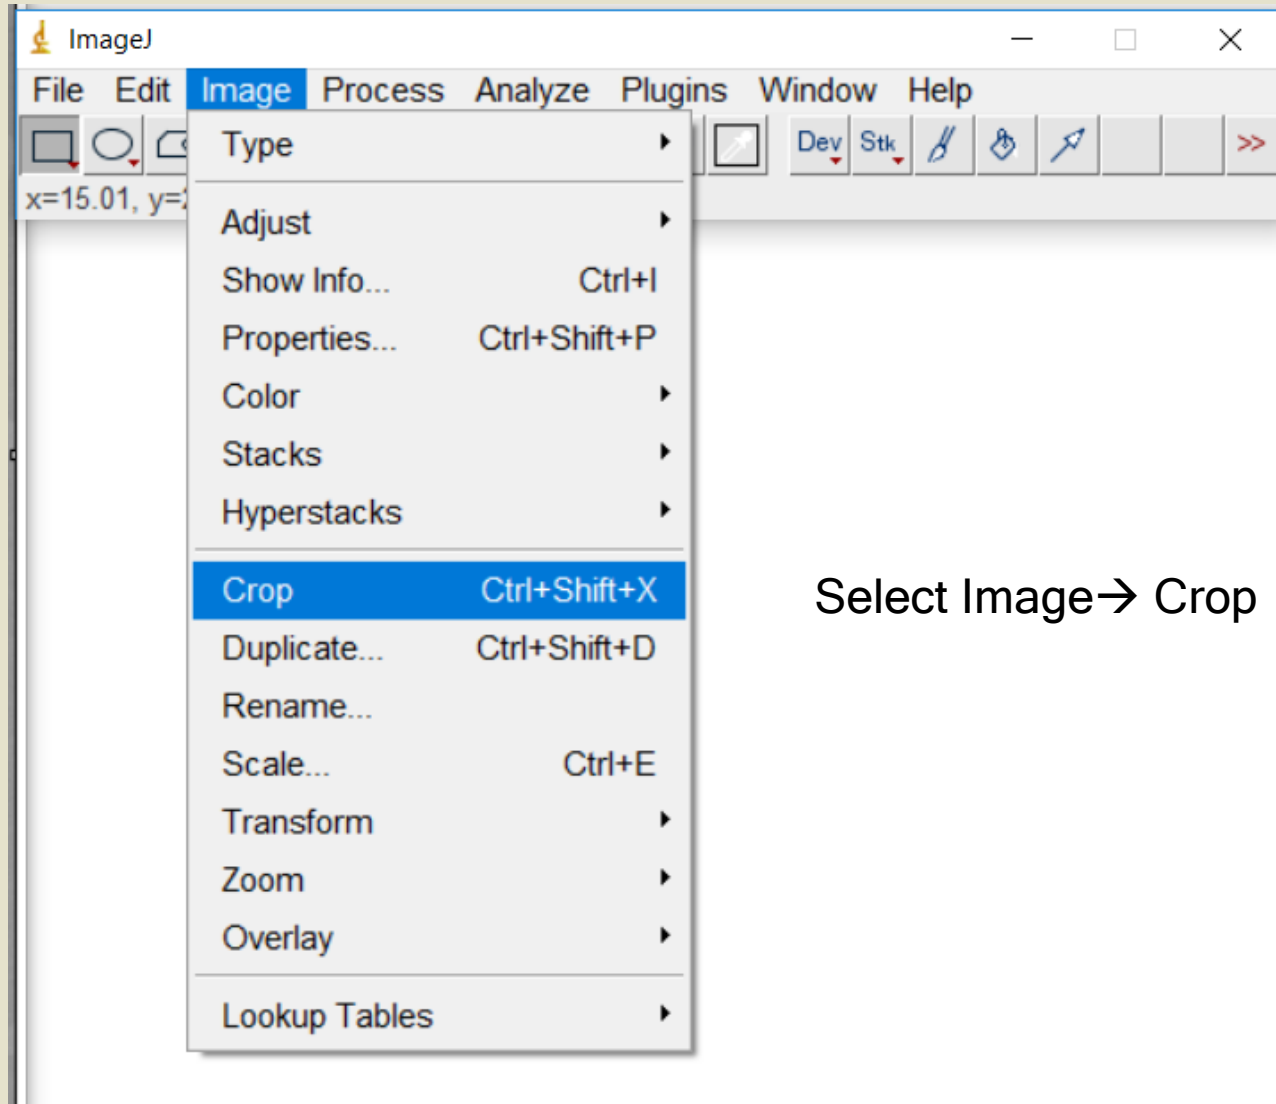 ImageJ
File Edit Image Process Analyze Plugins Window Help
Dev Stk >>
x=15.01, y=
Type
Adjust
Show Info... Ctrl+I
Properties... Ctrl+Shift+P
Color
Stacks
Hyperstacks
Crop Ctrl+Shift+X
Duplicate... Ctrl+Shift+D
Rename...
Scale... Ctrl+E
Transform
Zoom
Overlay
Lookup Tables
Select Image→ Crop